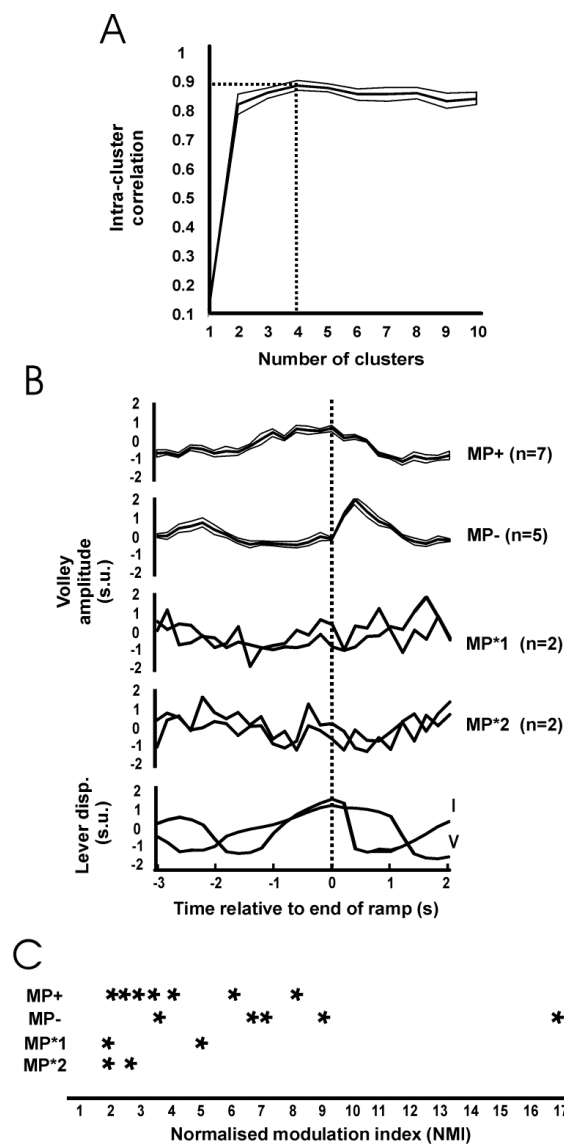 A
Intra-cluster
correlation
1
0.9
0.8
0.7
0.6
0.5
0.4
0.3
0.2
0.1
1 2 3 4 5 6 7 8 9 10
Number of clusters
B
Volley
amplitude
(s.u.)
2
1
0
-1
-2
MP+ (n=7)
2
1
0
-1
-2
MP- (n=5)
2
1
0
-1
-2
MP*1 (n=2)
2
1
0
-1
-2
MP*2 (n=2)
Lever disp.
(s.u.)
2
1
0
-1
-2
I
V
-3 -2 -1 0 1 2
Time relative to end of ramp (s)
C
MP+ * * * * * * *
MP- * * * * *
MP*1 * *
MP*2 * *
1 2 3 4 5 6 7 8 9 10 11 12 13 14 15 16 17
Normalised modulation index (NMI)